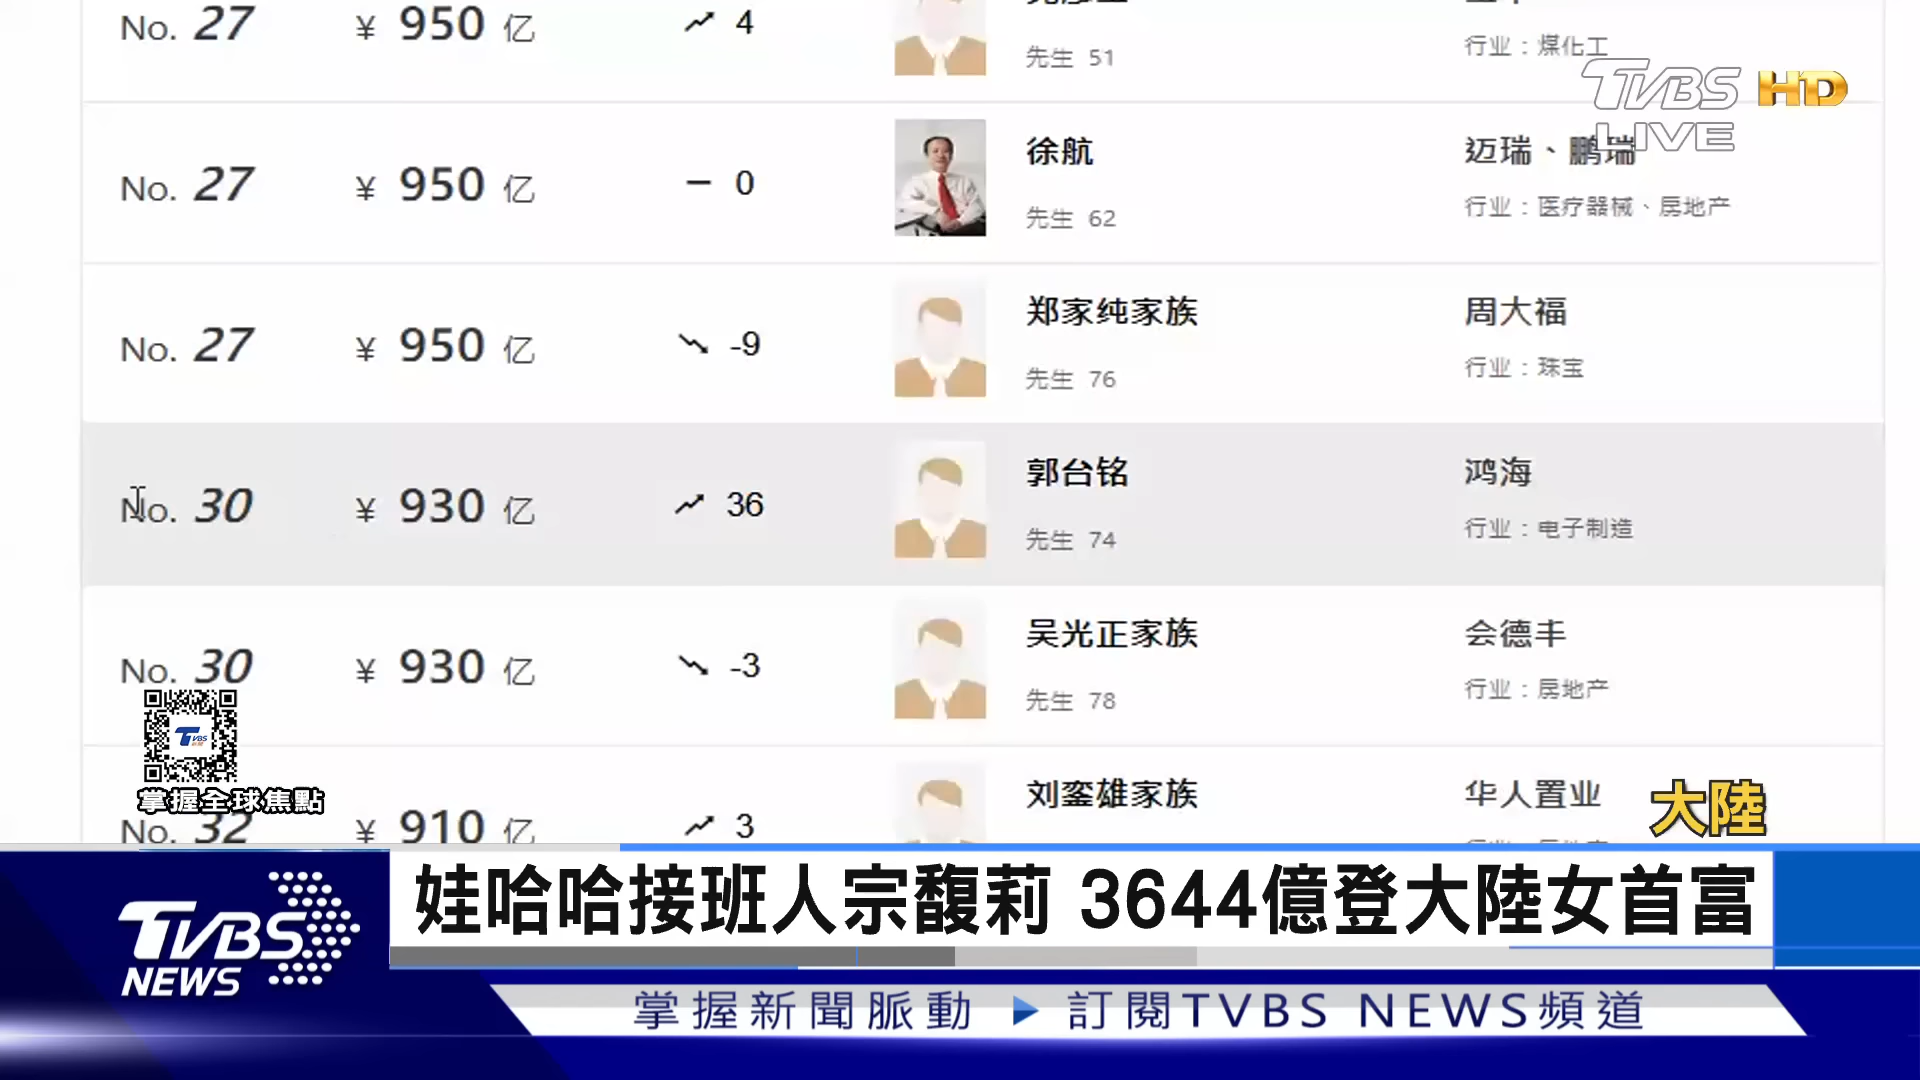 No. 27 ¥ 950 亿 4
先生 51
行业：煤化工
TVBS HD
LIVE
No. 27 ¥ 950 亿 0 徐航 迈瑞、鹏瑞
先生 62 行业：医疗器械、房地产
No. 27 ¥ 950 亿 -9 郑家纯家族 周大福
先生 76 行业：珠宝
No. 30 ¥ 930 亿 36 郭台铭 鸿海
先生 74 行业：电子制造
No. 30 ¥ 930 亿 -3 吴光正家族 会德丰
先生 78 行业：房地产
TVBS
掌握全球焦點
No. 32 ¥ 910 亿 3 刘銮雄家族 华人置业
大陸
娃哈哈接班人宗馥莉 3644億登大陸女首富
TVBS
NEWS
掌握新聞脈動 ▶ 訂閱TVBS NEWS頻道